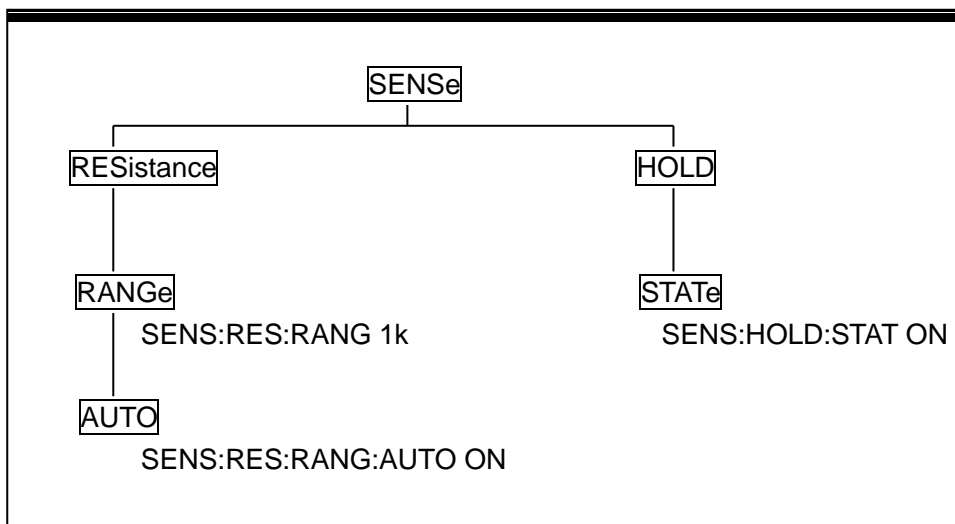 SENSe
RESistance HOLD
RANGe STATe
SENS:RES:RANG 1k SENS:HOLD:STAT ON
AUTO
SENS:RES:RANG:AUTO ON